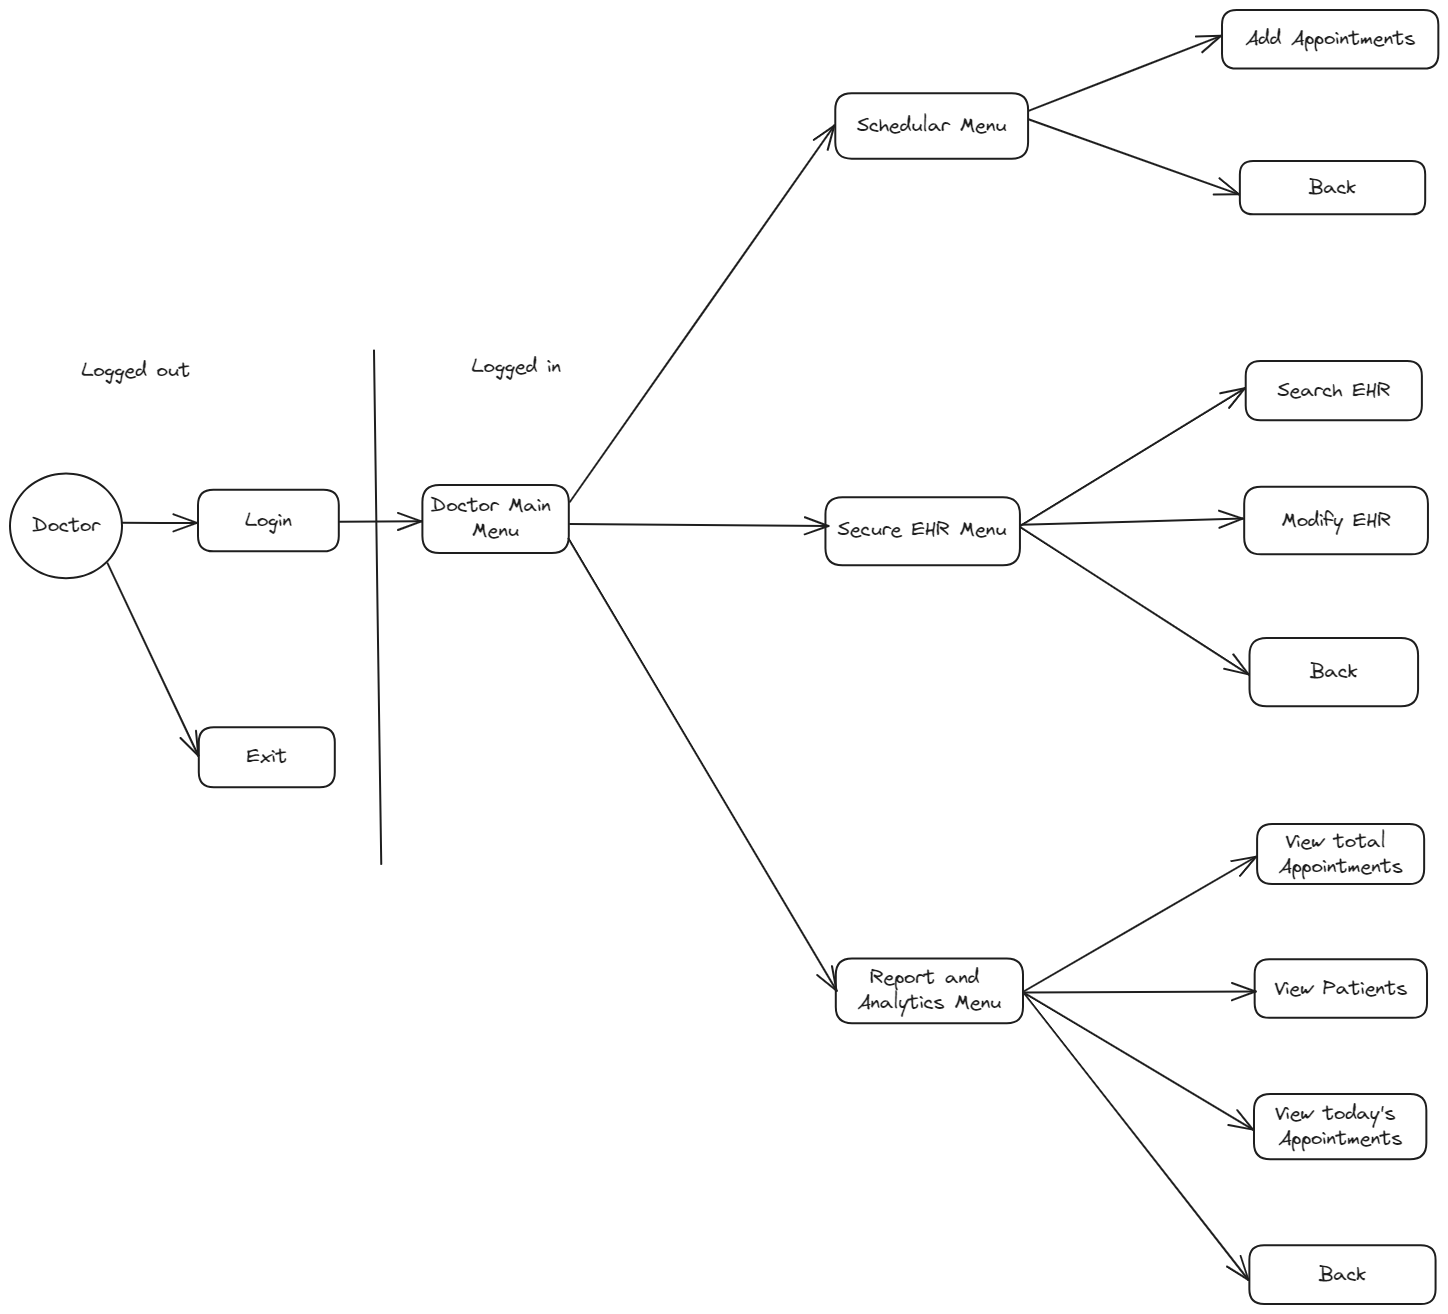 Add Appointments
Schedular Menu
Back
Logged out
Logged in
Search EHR
Doctor
Login
Doctor Main
Menu
Secure EHR Menu
Modify EHR
Back
Exit
View total
Appointments
Report and
Analytics Menu
View Patients
View today's
Appointments
Back